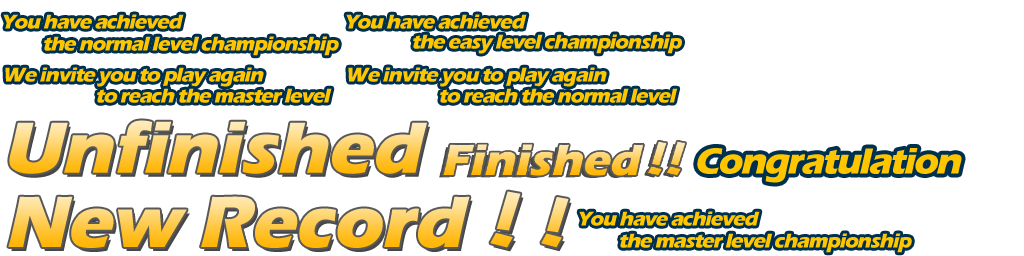 You have achieved
the normal level championship
You have achieved
the easy level championship
We invite you to play again
to reach the master level
We invite you to play again
to reach the normal level
Unfinished
Finished!!
Congratulation
New Record!!
You have achieved
the master level championship